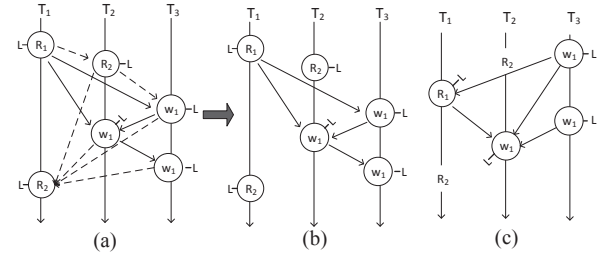 T1 T2 T3 T1 T2 T3 T1 T2 T3
L R1 L R1 R2 L w1
R2 L R2 L L
w1 L w1 L R1 w1
L w1 w1 L w1 L
w1 L w1 L L
L R2 L R2 R2
(a) (b) (c)